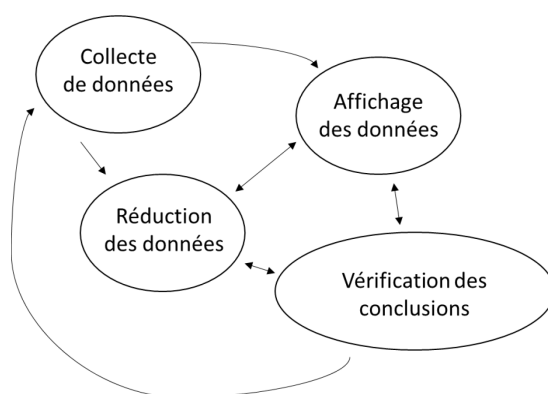 Collecte
de données
Affichage
des données
Réduction
des données
Vérification des
conclusions